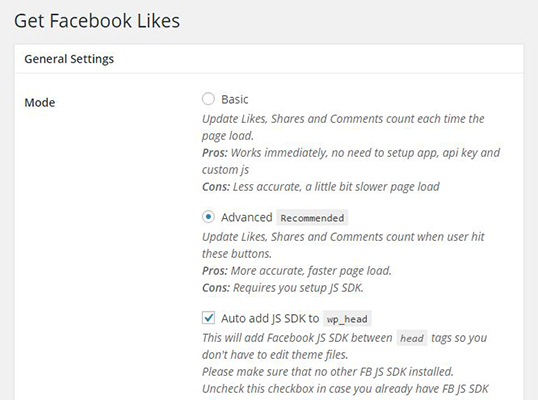 Get Facebook Likes
General Settings
Mode
Basic
Update Likes, Shares and Comments count each time the
page load.
Pros: Works immediately, no need to setup app, api key and
custom js
Cons: Less accurate, a little bit slower page load
Advanced Recommended
Update Likes, Shares and Comments count when user hit
these buttons.
Pros: More accurate, faster page load.
Cons: Requires you setup JS SDK.
Auto add JS SDK to wp_head
This will add Facebook JS SDK between head tags so you
don't have to edit theme files.
Please make sure that no other FB JS SDK installed.
Uncheck this checkbox in case you already have FB JS SDK